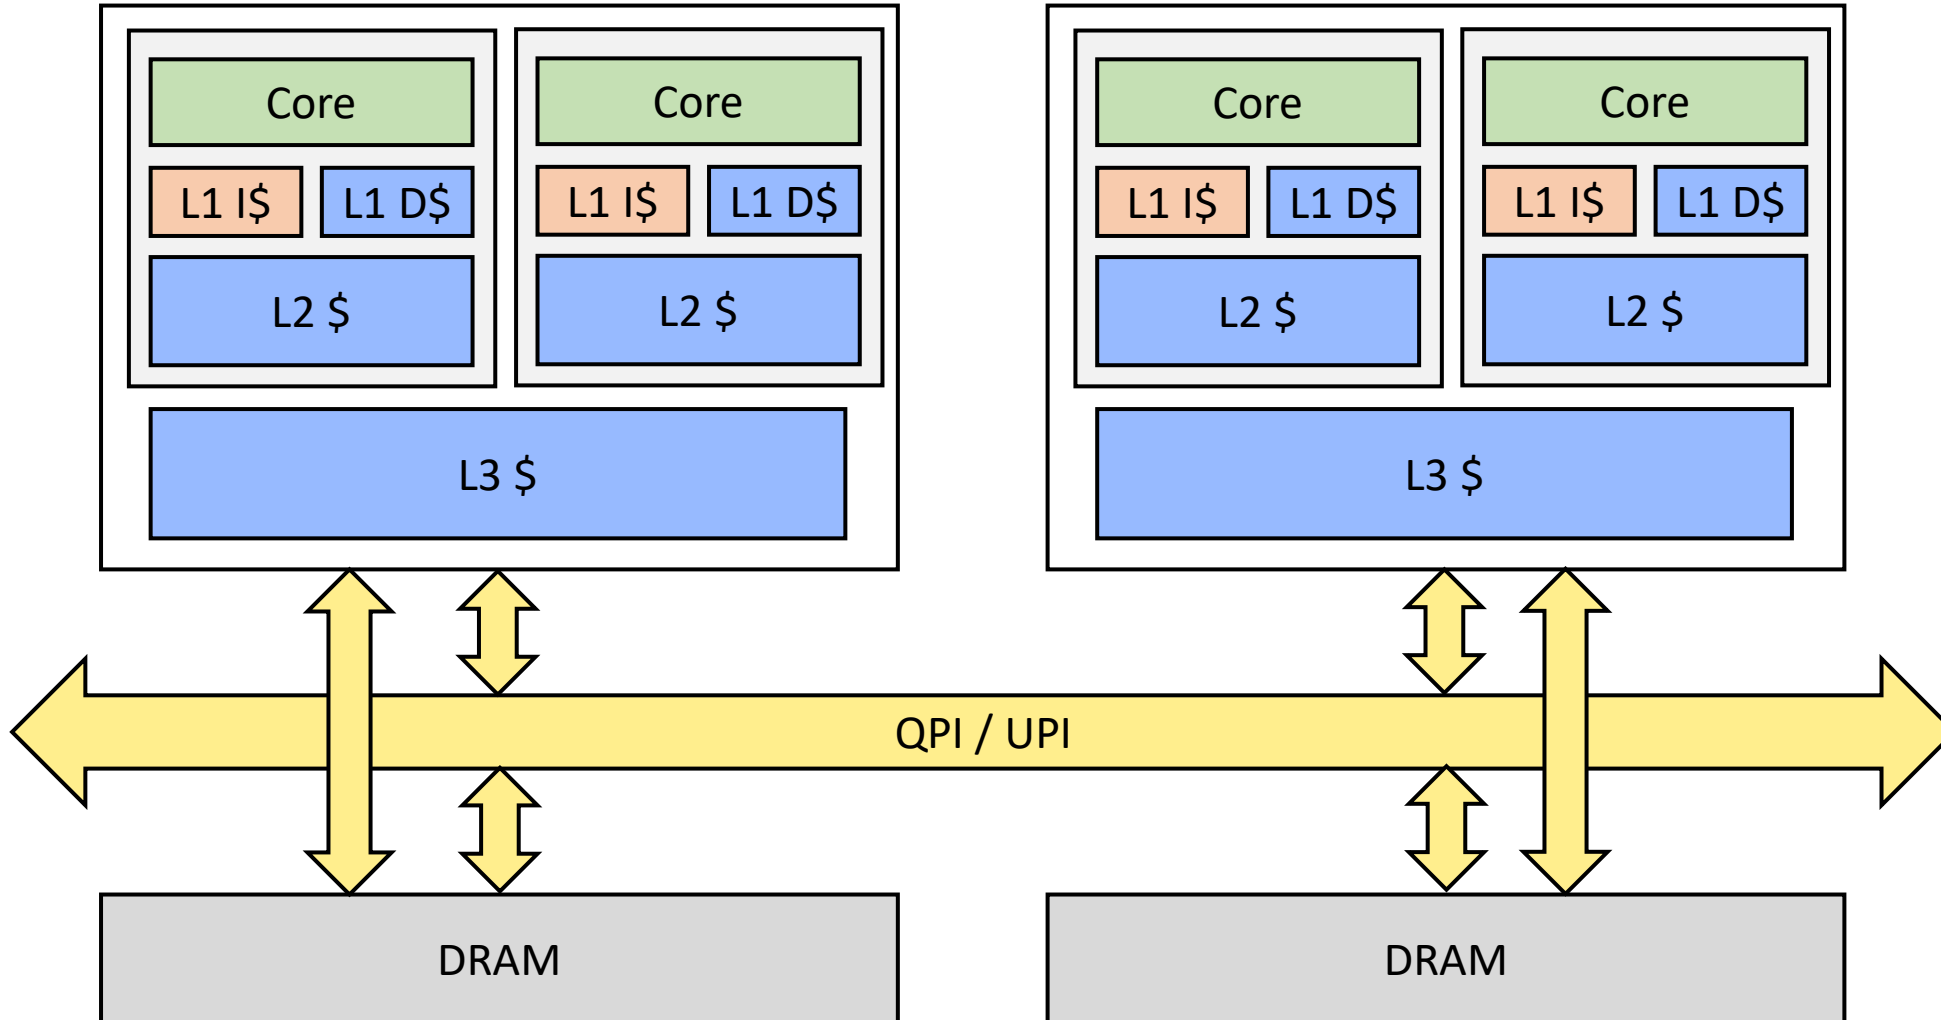 Core
Core
Core
Core
L1 I$
L1 D$
L1 I$
L1 D$
L1 I$
L1 D$
L1 I$
L1 D$
L2 $
L2 $
L2 $
L2 $
L3 $
L3 $
QPI / UPI
DRAM
DRAM